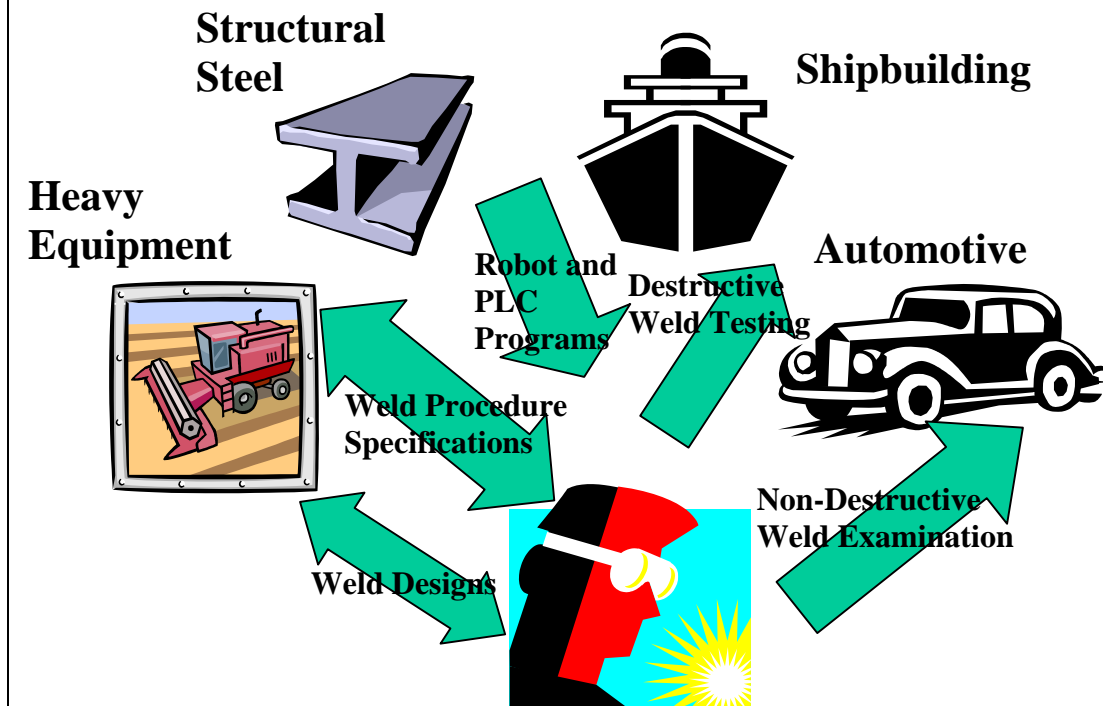 Structural
Steel
Shipbuilding
Heavy
Equipment
Automotive
Robot and
PLC
Programs
Destructive
Weld Testing
Weld Procedure
Specifications
Non-Destructive
Weld Examination
Weld Designs